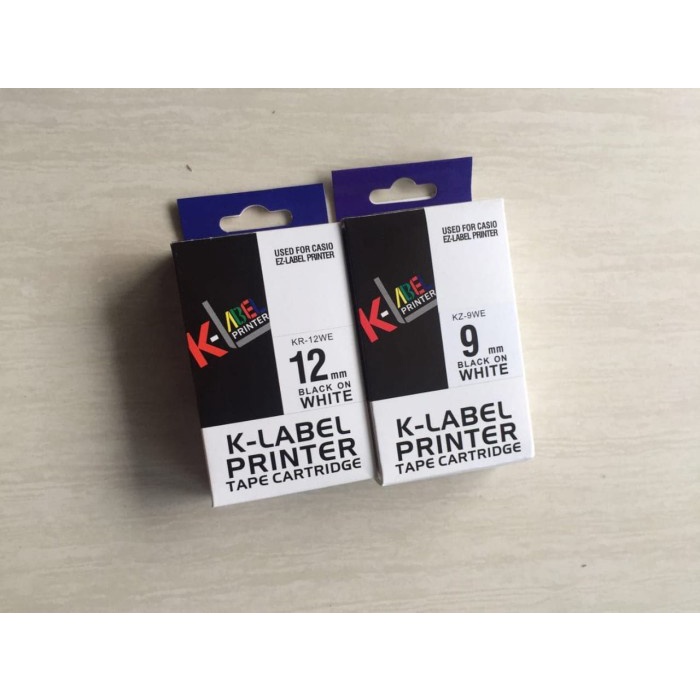 K-LABEL
PRINTER
USED FOR CASIO
EZ-LABEL PRINTER
KR-12WE
12 mm
BLACK ON
WHITE
K-LABEL
PRINTER
TAPE CARTRIDGE
K-LABEL
PRINTER
USED FOR CASIO
EZ-LABEL PRINTER
KZ-9WE
9 mm
BLACK ON
WHITE
K-LABEL
PRINTER
TAPE CARTRIDGE